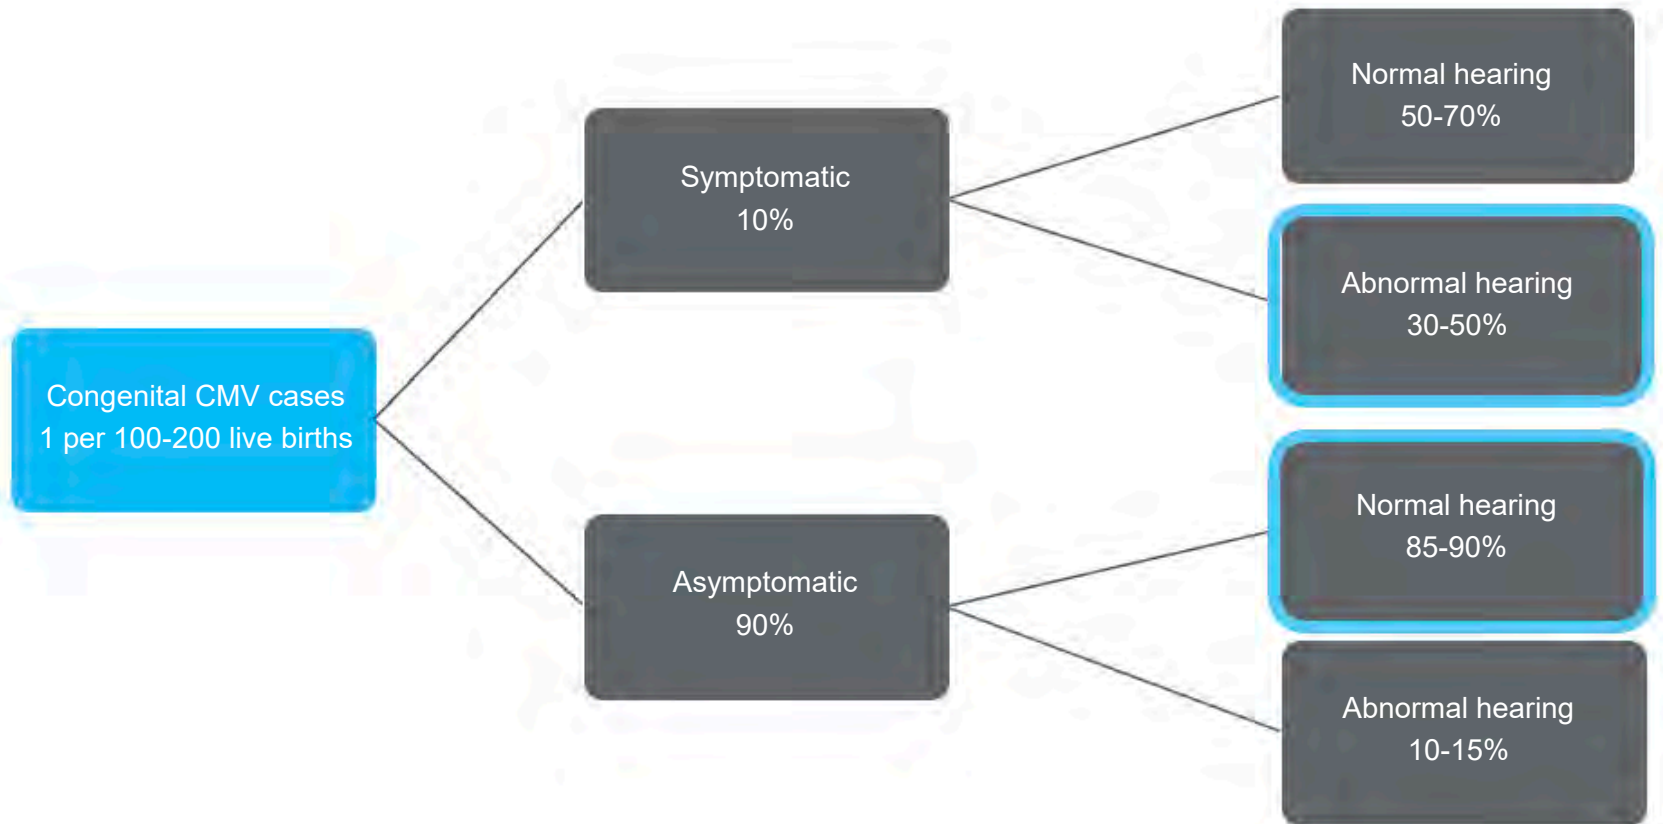 Congenital CMV cases
1 per 100-200 live births
Symptomatic
10%
Asymptomatic
90%
Normal hearing
50-70%
Abnormal hearing
30-50%
Normal hearing
85-90%
Abnormal hearing
10-15%